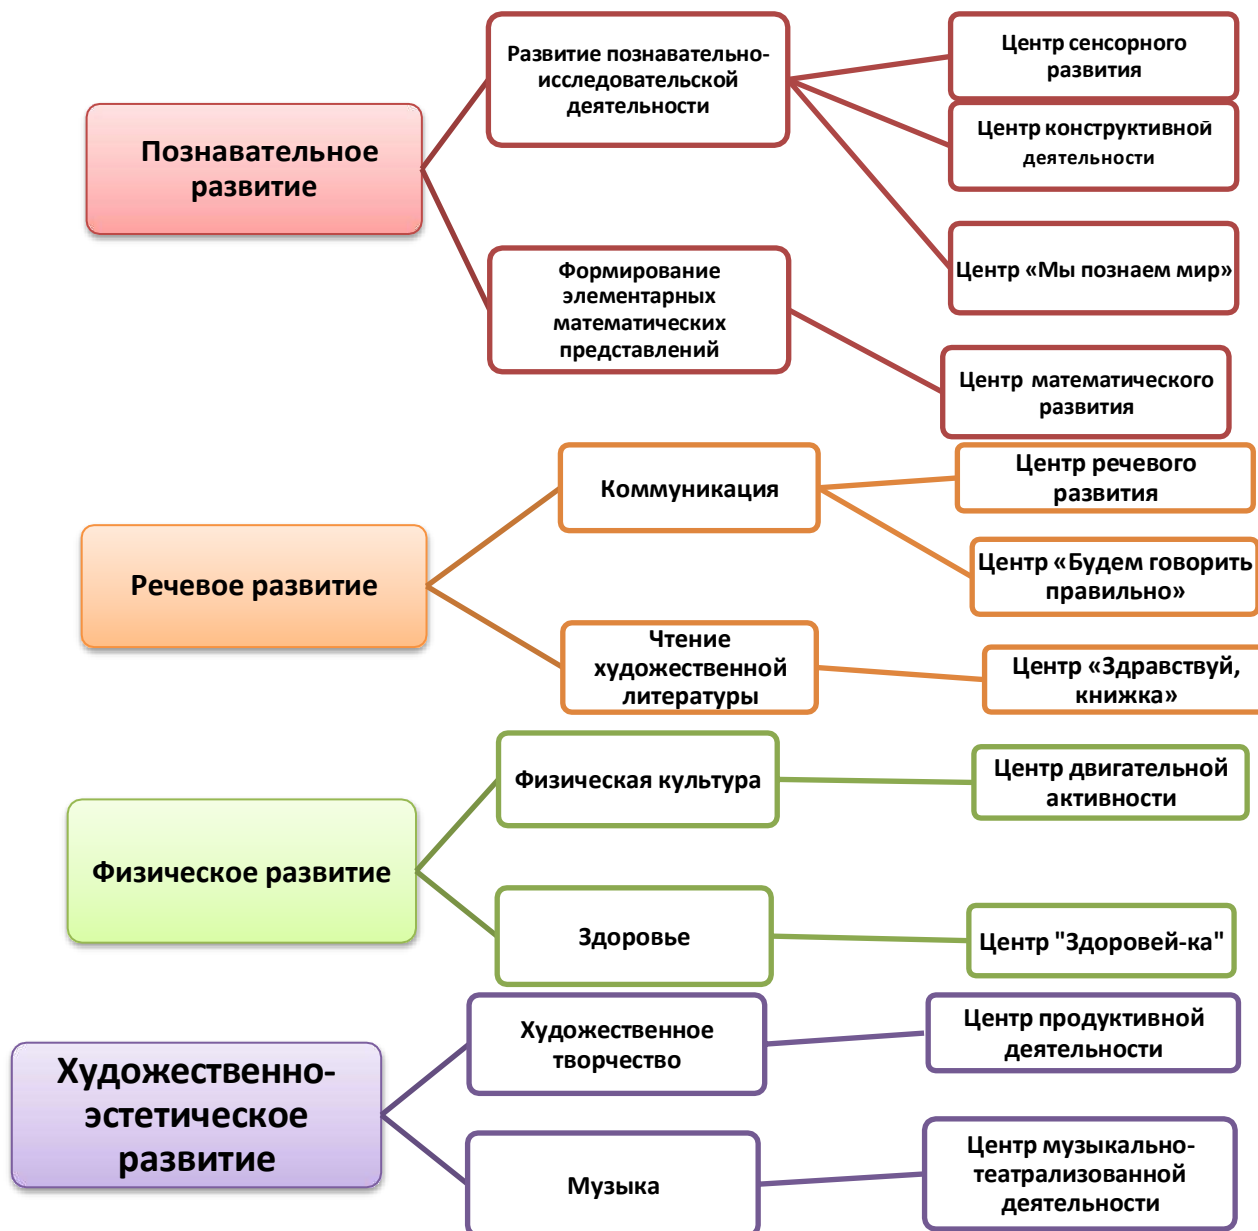 Познавательное
развитие
Развитие познавательно-
исследовательской
деятельности
Центр сенсорного
развития
Центр конструктивной
деятельности
Центр «Мы познаем мир»
Формирование
элементарных
математических
представлений
Центр математического
развития
Речевое развитие
Коммуникация
Центр речевого
развития
Центр «Будем говорить
правильно»
Чтение
художественной
литературы
Центр «Здравствуй,
книжка»
Физическое развитие
Физическая культура
Центр двигательной
активности
Здоровье
Центр "Здоровей-ка"
Художественно-
эстетическое
развитие
Художественное
творчество
Центр продуктивной
деятельности
Музыка
Центр музыкально-
театрализованной
деятельности